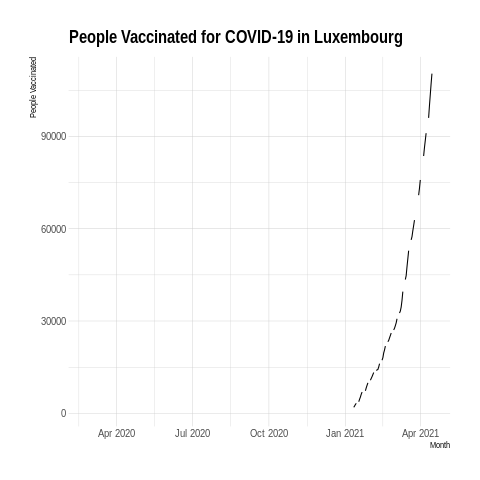 People Vaccinated for COVID-19 in Luxembourg
People Vaccinated
90000
60000
30000
0
Apr 2020 Jul 2020 Oct 2020 Jan 2021 Apr 2021
Month